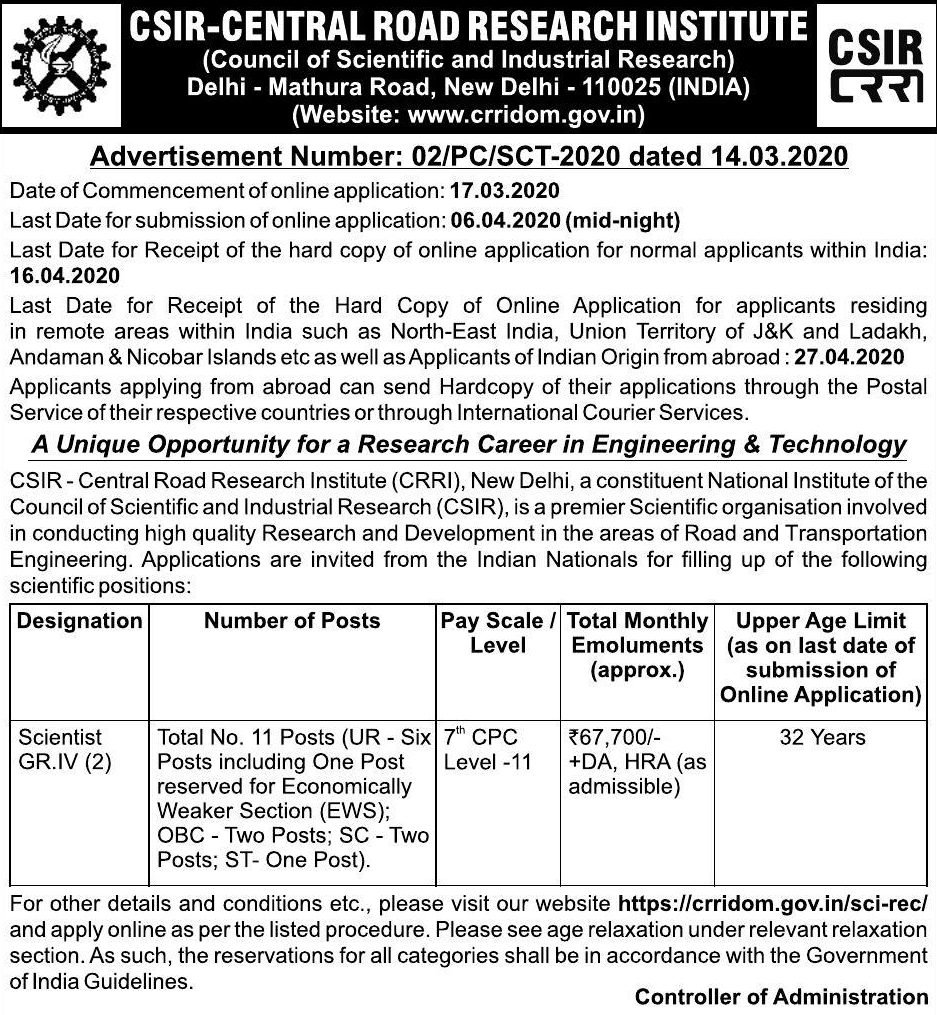 CSIR-CENTRAL ROAD RESEARCH INSTITUTE
(Council of Scientific and Industrial Research)
Delhi - Mathura Road, New Delhi - 110025 (INDIA)
(Website: www.crridom.gov.in)
CSIR
CRRI
Advertisement Number: 02/PC/SCT-2020 dated 14.03.2020
Date of Commencement of online application: 17.03.2020
Last Date for submission of online application: 06.04.2020 (mid-night)
Last Date for Receipt of the hard copy of online application for normal applicants within India:
16.04.2020
Last Date for Receipt of the Hard Copy of Online Application for applicants residing
in remote areas within India such as North-East India, Union Territory of J&K and Ladakh,
Andaman & Nicobar Islands etc as well as Applicants of Indian Origin from abroad : 27.04.2020
Applicants applying from abroad can send Hardcopy of their applications through the Postal
Service of their respective countries or through International Courier Services.
A Unique Opportunity for a Research Career in Engineering & Technology
CSIR - Central Road Research Institute (CRRI), New Delhi, a constituent National Institute of the
Council of Scientific and Industrial Research (CSIR), is a premier Scientific organisation involved
in conducting high quality Research and Development in the areas of Road and Transportation
Engineering. Applications are invited from the Indian Nationals for filling up of the following
scientific positions:
Designation
Number of Posts
Pay Scale /
Level
Total Monthly
Emoluments
(approx.)
Upper Age Limit
(as on last date of
submission of
Online Application)
Scientist
GR.IV (2)
Total No. 11 Posts (UR - Six
Posts including One Post
reserved for Economically
Weaker Section (EWS);
OBC - Two Posts; SC - Two
Posts; ST- One Post).
7th CPC
Level -11
₹67,700/-
+DA, HRA (as
admissible)
32 Years
For other details and conditions etc., please visit our website https://crridom.gov.in/sci-rec/
and apply online as per the listed procedure. Please see age relaxation under relevant relaxation
section. As such, the reservations for all categories shall be in accordance with the Government
of India Guidelines.
Controller of Administration